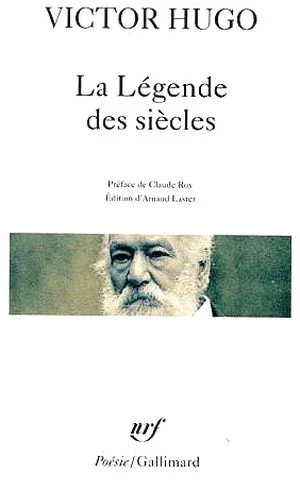 VICTOR HUGO
La Légende
des siècles
Préface de Claude Roy
Édition d'Arnaud Laster
nrf
Poésie/Gallimard